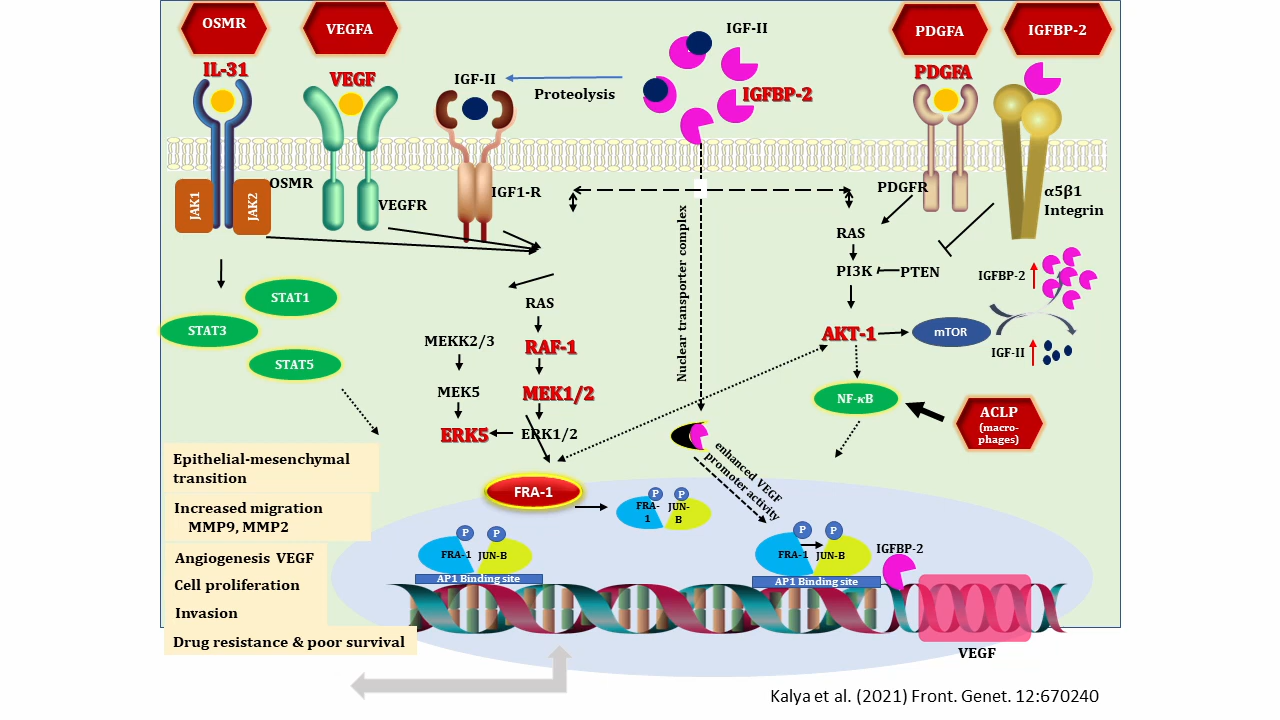 OSMR
VEGFA
PDGFA
IGFBP-2
IL-31
VEGF
IGF-II
IGF-II
Proteolysis
IGFBP-2
PDGFA
JAK1
JAK2
OSMR
VEGFR
IGF1-R
PDGFR
α5β1
Integrin
Nuclear transporter complex
RAS
PI3K
PTEN
IGFBP-2
AKT-1
mTOR
IGF-II
NF-κB
ACLP
(macro-
phages)
STAT1
STAT3
STAT5
RAS
MEKK2/3
RAF-1
MEK5
MEK1/2
ERK5
ERK1/2
FRA-1
enhanced VEGF
promoter activity
P
P
FRA-
1
JUN-
B
P
P
FRA-1
JUN-B
AP1 Binding site
P
P
FRA-1
JUN-B
AP1 Binding site
IGFBP-2
VEGF
Epithelial-mesenchymal
transition
Increased migration
MMP9, MMP2
Angiogenesis VEGF
Cell proliferation
Invasion
Drug resistance & poor survival
Kalya et al. (2021) Front. Genet. 12:670240